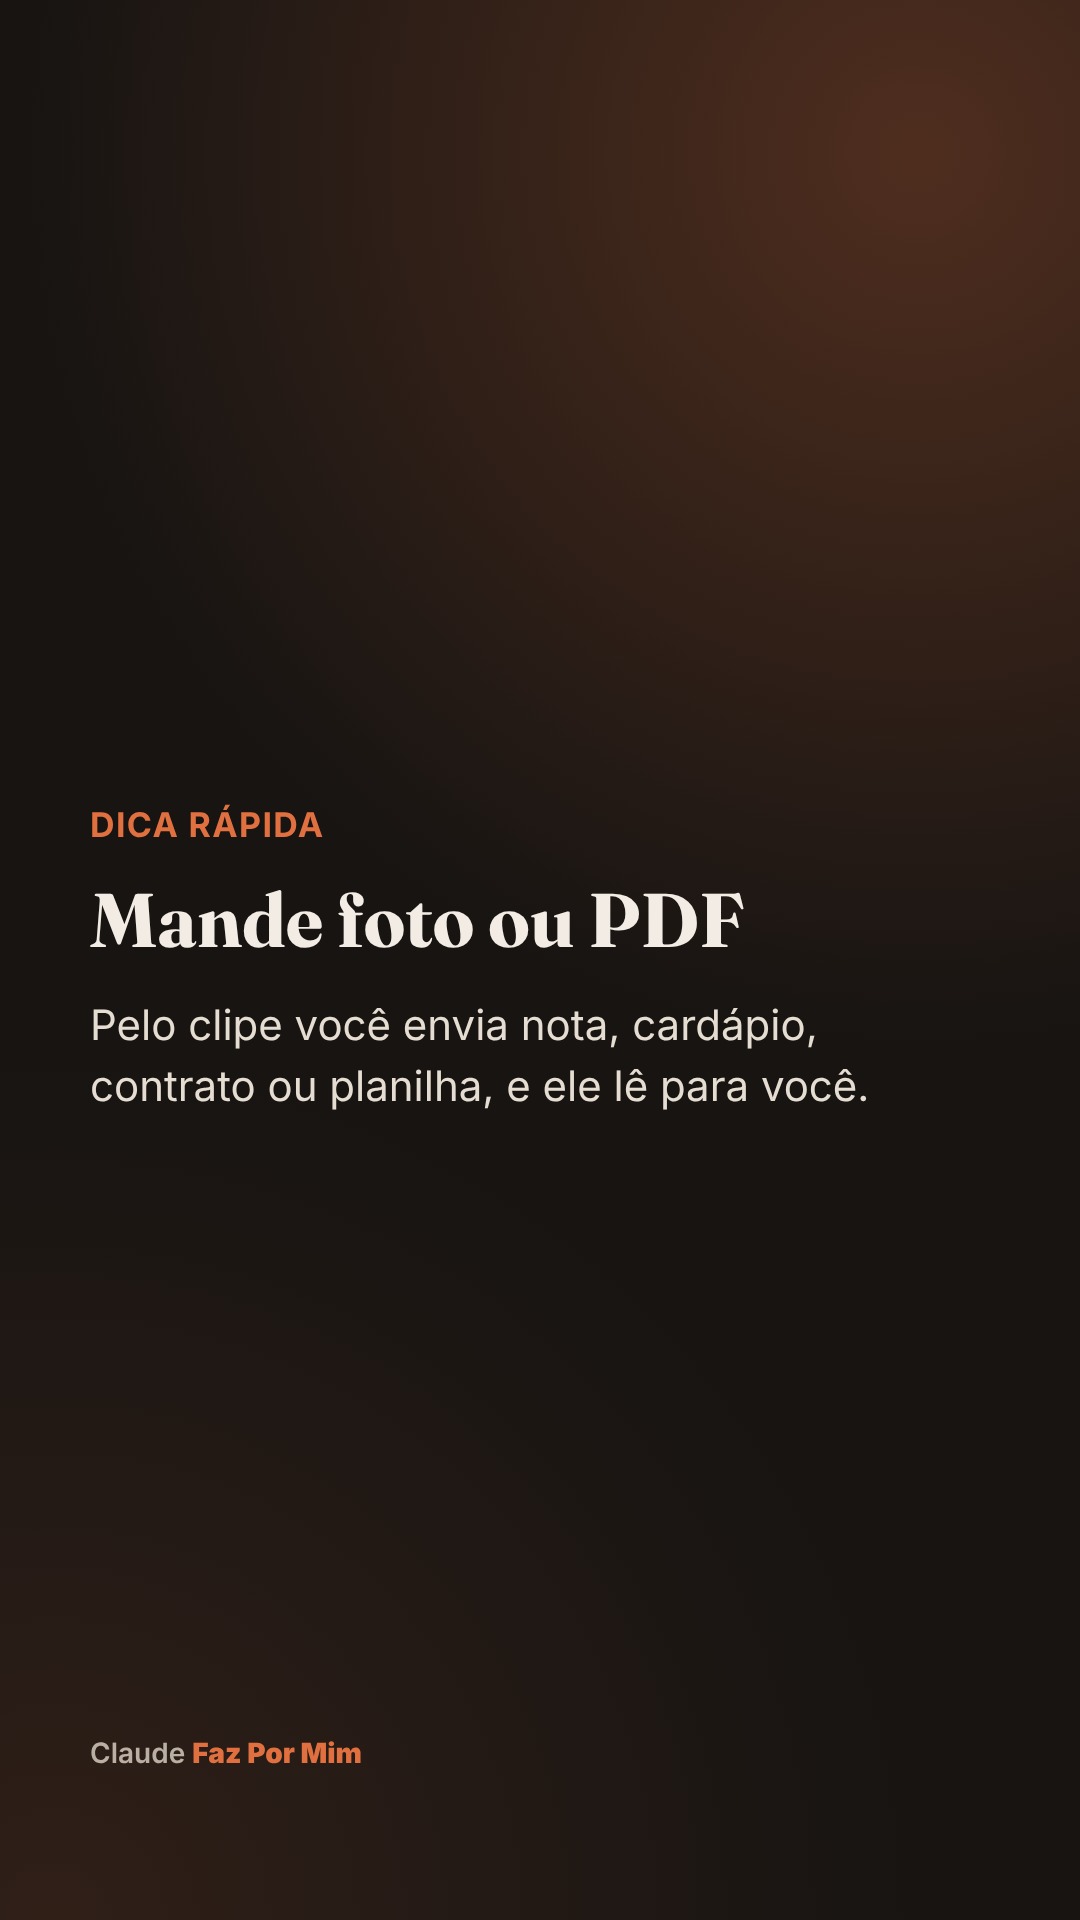 DICA RÁPIDA
Mande foto ou PDF
Pelo clipe você envia nota, cardápio,
contrato ou planilha, e ele lê para você.
Claude Faz Por Mim